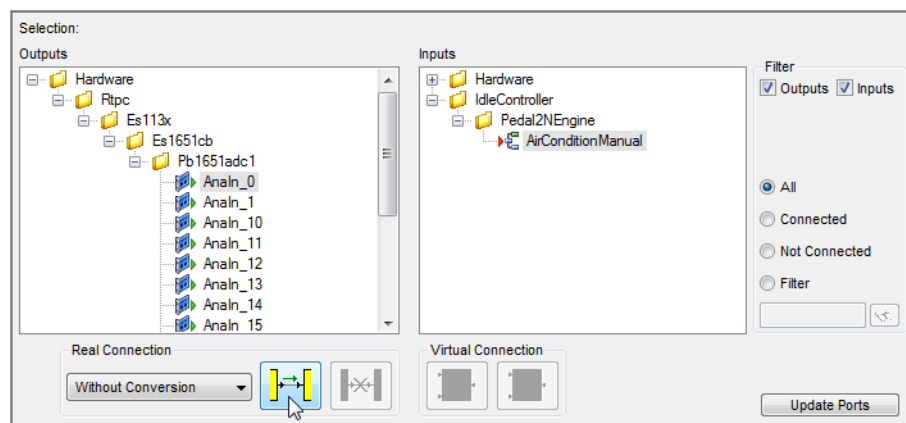 Selection:
Outputs
Hardware
Rtpc
Es113x
Es1651cb
Pb1651adc1
AnaIn_0
AnaIn_1
AnaIn_10
AnaIn_11
AnaIn_12
AnaIn_13
AnaIn_14
AnaIn_15
Inputs
Hardware
IdleController
Pedal2NEngine
AirConditionManual
Filter
Outputs Inputs
All
Connected
Not Connected
Filter
Real Connection
Without Conversion
Virtual Connection
Update Ports